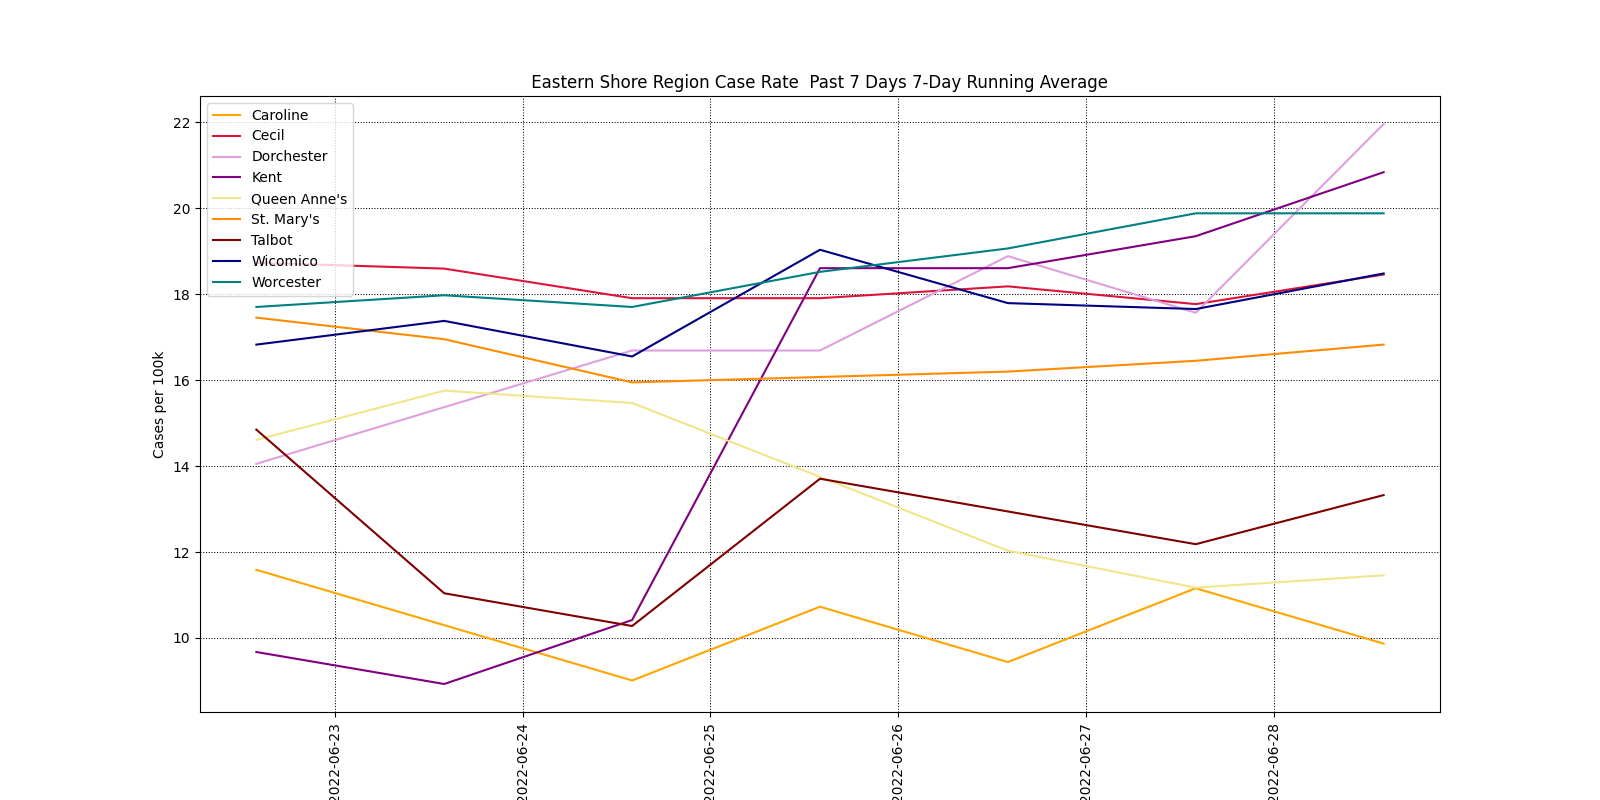 Eastern Shore Region Case Rate  Past 7 Days 7-Day Running Average
Caroline
Cecil
Dorchester
Kent
Queen Anne's
St. Mary's
Talbot
Wicomico
Worcester
Cases per 100k
22
20
18
16
14
12
10
2022-06-23
2022-06-24
2022-06-25
2022-06-26
2022-06-27
2022-06-28